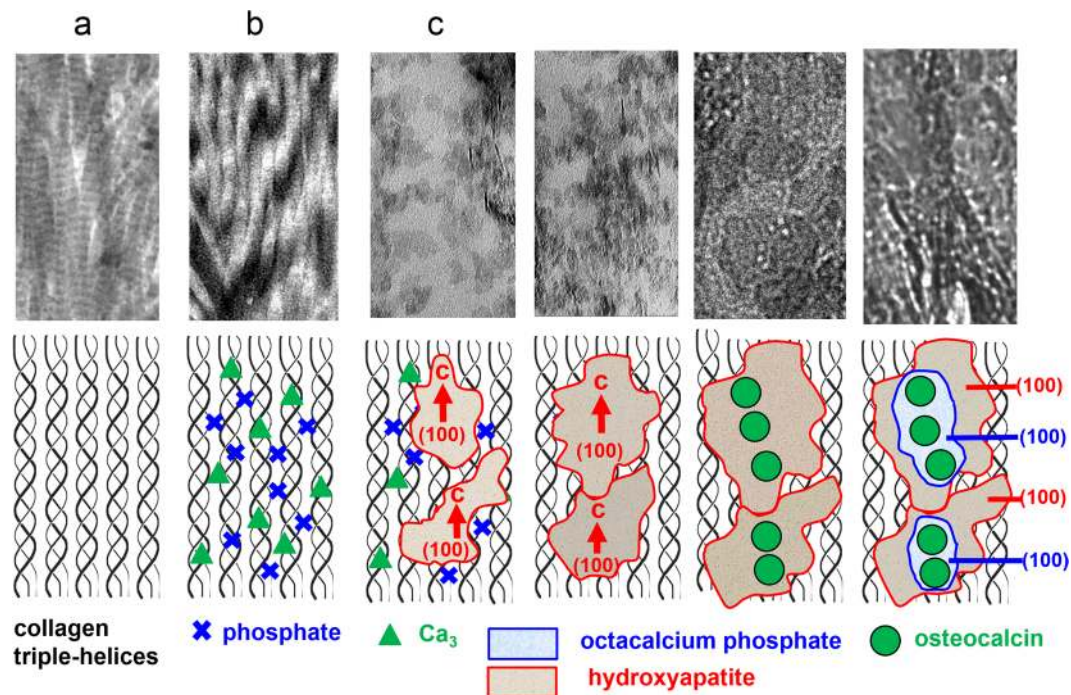 a b c
C
(100)
C
(100)
C
(100)
C
(100)
(100)
(100)
(100)
(100)
collagen
triple-helices
phosphate
Ca₃
octacalcium phosphate
hydroxyapatite
osteocalcin